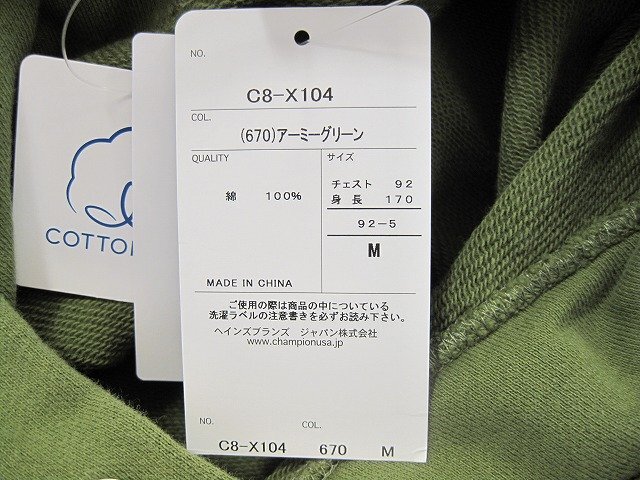 NO.
C8-X104
COL.
(670)アーミーグリーン
QUALITY
綿 100%
サイズ
チェスト 92
身長 170
92-5
M
MADE IN CHINA
ご使用の際は商品の中についている
洗濯ラベルの注意書きを必ずお読み下さい。
ヘインズブランズ ジャパン株式会社
www.championusa.jp
NO. COL.
C8-X104 670 M
COTTO